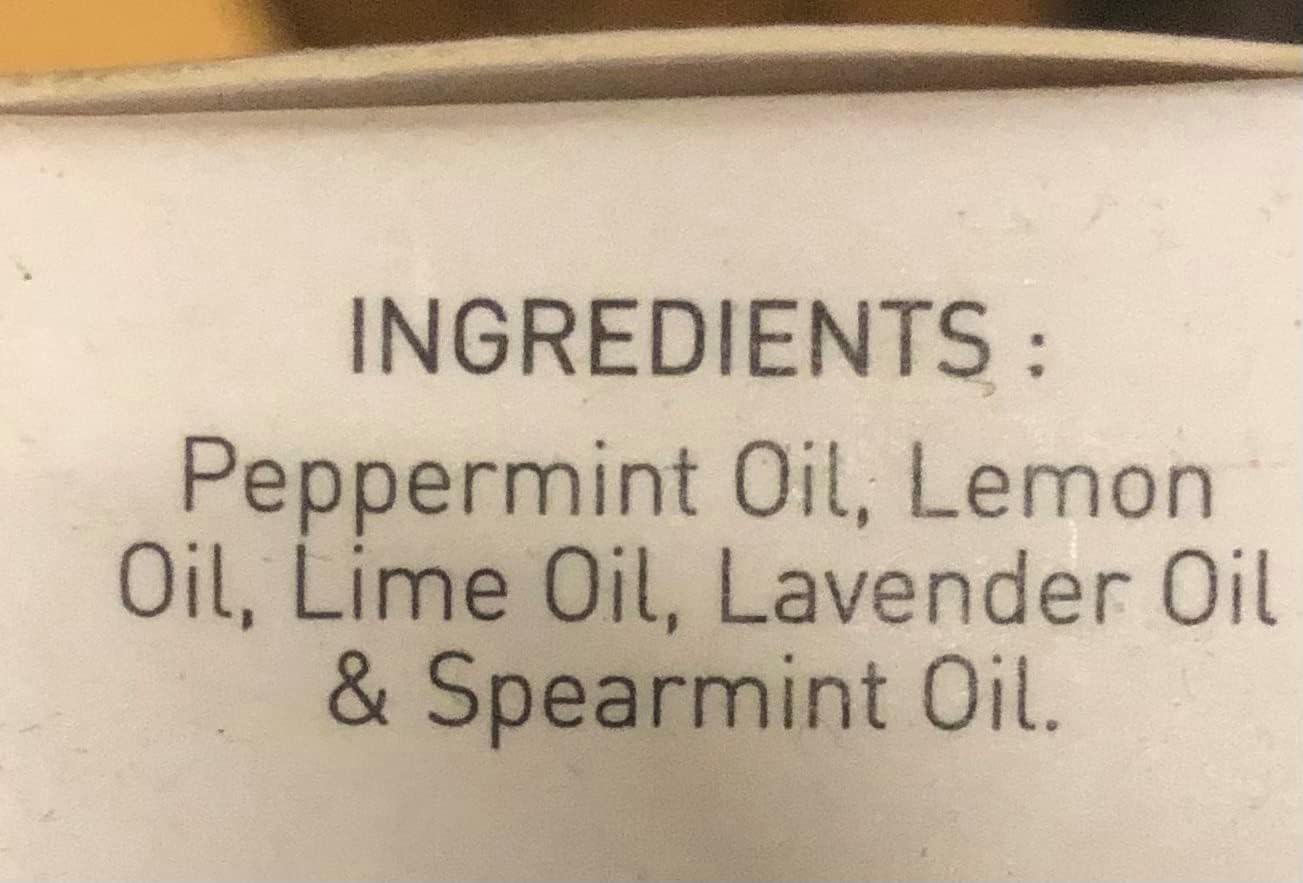 INGREDIENTS :
Peppermint Oil, Lemon
Oil, Lime Oil, Lavender Oil
& Spearmint Oil.